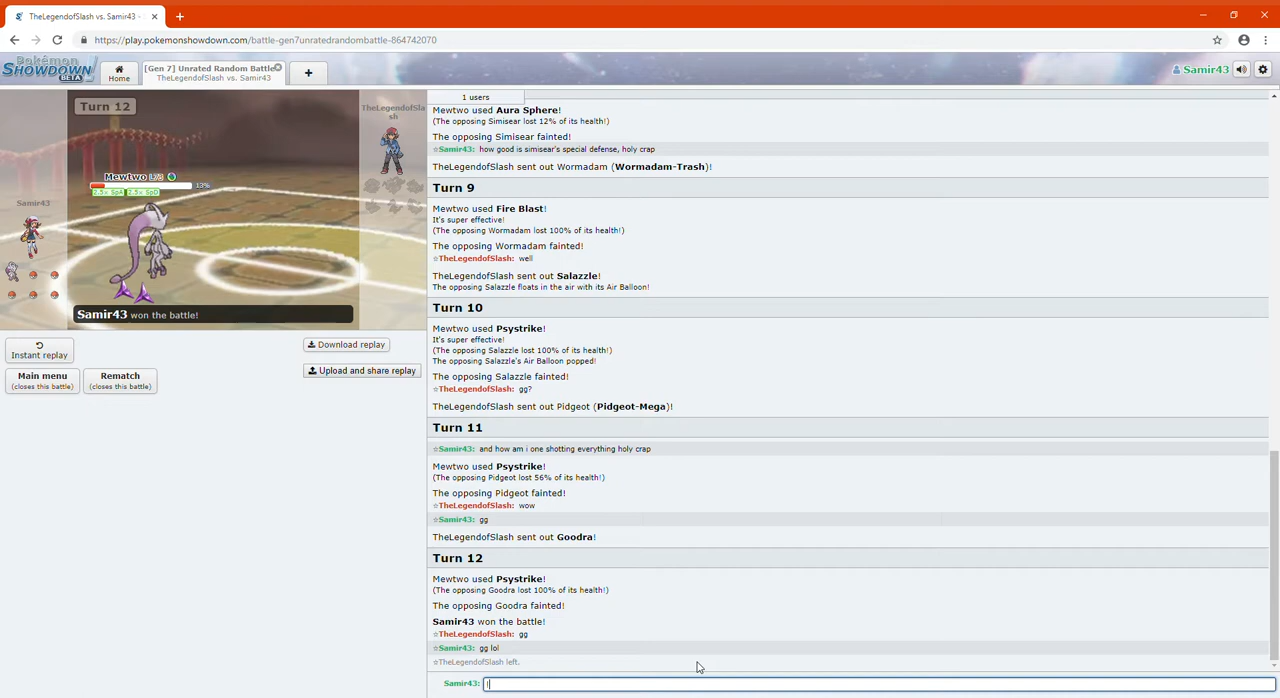 TheLegendofSlash vs. Samir43 -
https://play.pokemonshowdown.com/battle-gen7unratedrandombattle-864742070
Pokémon
SHOWDOWN
BETA
Home
[Gen 7] Unrated Random Battle
TheLegendofSlash vs. Samir43
+
Samir43
Turn 12
TheLegendofSla
sh
Mewtwo
13%
2.5× SpA 2.5× SpD
Samir43
Samir43 won the battle!
Instant replay
Download replay
Upload and share replay
Main menu
(closes this battle)
Rematch
(closes this battle)
1 users
Mewtwo used Aura Sphere!
(The opposing Simisear lost 12% of its health!)
The opposing Simisear fainted!
☆Samir43: how good is simisear's special defense, holy crap
TheLegendofSlash sent out Wormadam (Wormadam-Trash)!
Turn 9
Mewtwo used Fire Blast!
It's super effective!
(The opposing Wormadam lost 100% of its health!)
The opposing Wormadam fainted!
☆TheLegendofSlash: well
TheLegendofSlash sent out Salazzle!
The opposing Salazzle floats in the air with its Air Balloon!
Turn 10
Mewtwo used Psystrike!
It's super effective!
(The opposing Salazzle lost 100% of its health!)
The opposing Salazzle's Air Balloon popped!
The opposing Salazzle fainted!
☆TheLegendofSlash: gg?
TheLegendofSlash sent out Pidgeot (Pidgeot-Mega)!
Turn 11
☆Samir43: and how am i one shotting everything holy crap
Mewtwo used Psystrike!
(The opposing Pidgeot lost 56% of its health!)
The opposing Pidgeot fainted!
☆TheLegendofSlash: wow
☆Samir43: gg
TheLegendofSlash sent out Goodra!
Turn 12
Mewtwo used Psystrike!
(The opposing Goodra lost 100% of its health!)
The opposing Goodra fainted!
Samir43 won the battle!
☆TheLegendofSlash: gg
☆Samir43: gg lol
☆TheLegendofSlash left.
Samir43: